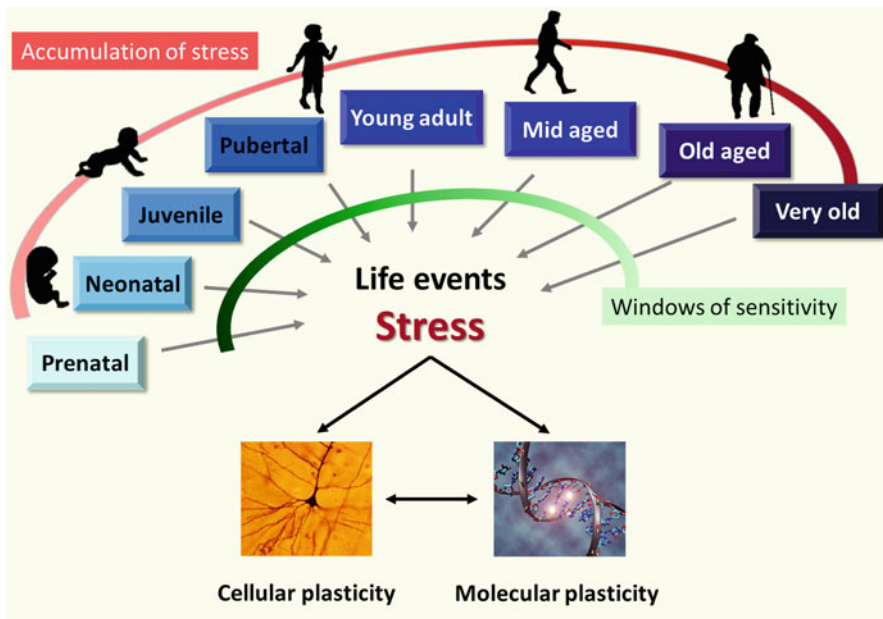 Accumulation of stress
Prenatal
Neonatal
Juvenile
Pubertal
Young adult
Mid aged
Old aged
Very old
Life events
Stress
Windows of sensitivity
Cellular plasticity
Molecular plasticity